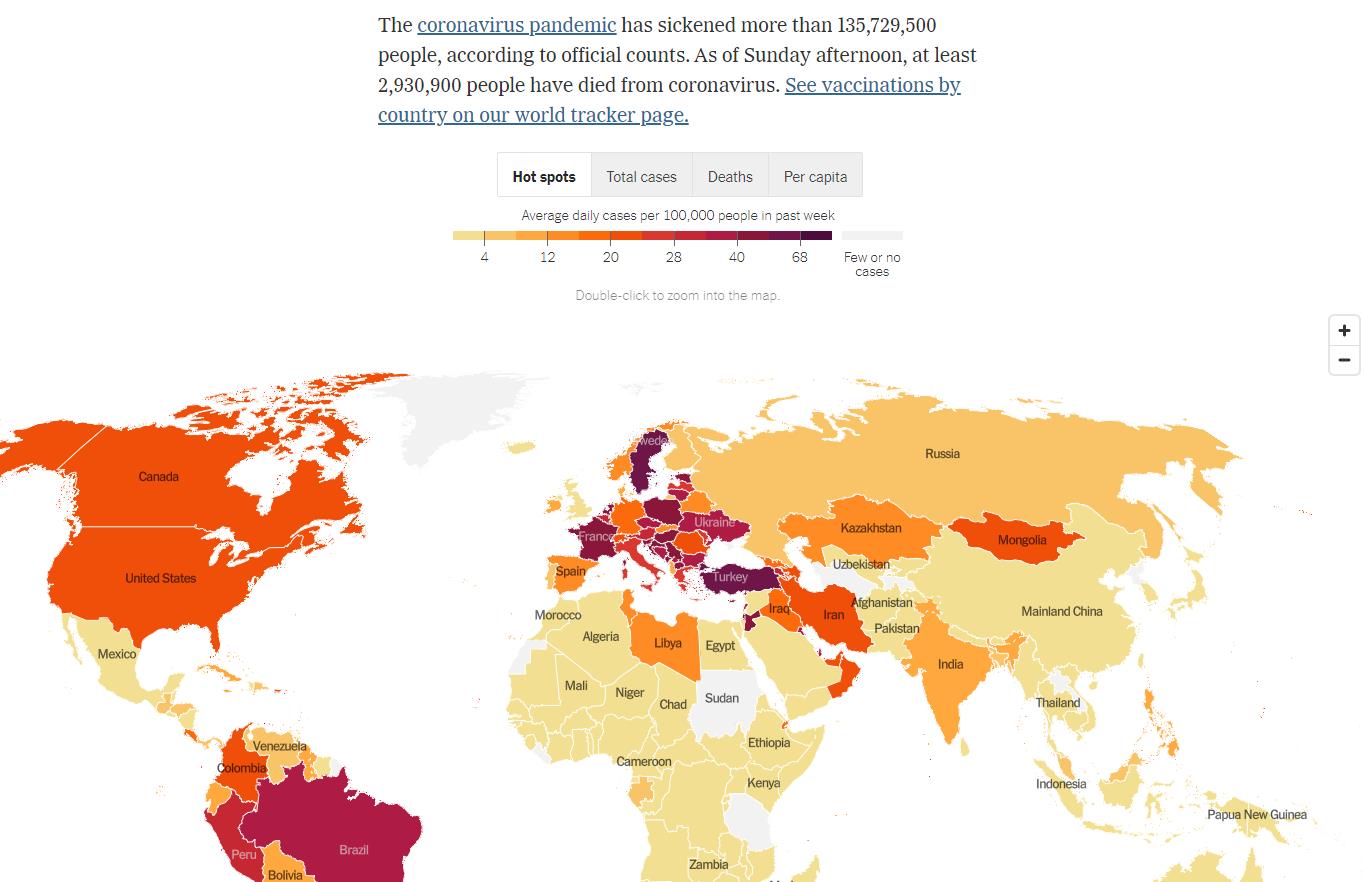 The coronavirus pandemic has sickened more than 135,729,500
people, according to official counts. As of Sunday afternoon, at least
2,930,900 people have died from coronavirus. See vaccinations by
country on our world tracker page.
Hot spots Total cases Deaths Per capita
Average daily cases per 100,000 people in past week
4 12 20 28 40 68 Few or no
cases
Double-click to zoom into the map.
+
−
Canada
Russia
Ukraine
Kazakhstan
France
Mongolia
Uzbekistan
Spain
Turkey
United States
Afghanistan
Iraq
Mainland China
Morocco
Iran
Pakistan
Algeria
Libya
Egypt
Mexico
India
Mali
Niger
Sudan
Chad
Thailand
Venezuela
Ethiopia
Colombia
Cameroon
Kenya
Indonesia
Papua New Guinea
Brazil
Peru
Zambia
Bolivia